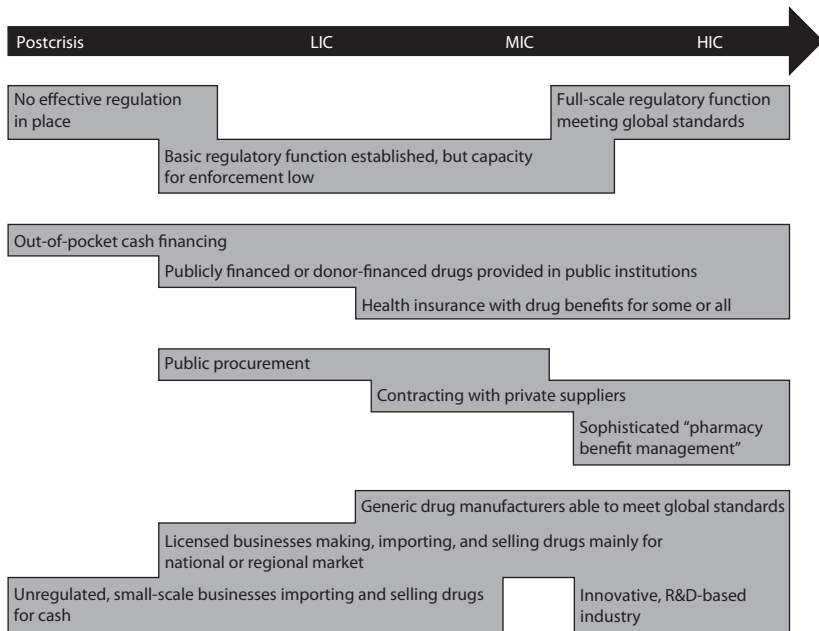 Postcrisis LIC MIC HIC
No effective regulation
in place
Full-scale regulatory function
meeting global standards
Basic regulatory function established, but capacity
for enforcement low
Out-of-pocket cash financing
Publicly financed or donor-financed drugs provided in public institutions
Health insurance with drug benefits for some or all
Public procurement
Contracting with private suppliers
Sophisticated “pharmacy
benefit management”
Generic drug manufacturers able to meet global standards
Licensed businesses making, importing, and selling drugs mainly for
national or regional market
Unregulated, small-scale businesses importing and selling drugs
for cash
Innovative, R&D-based
industry